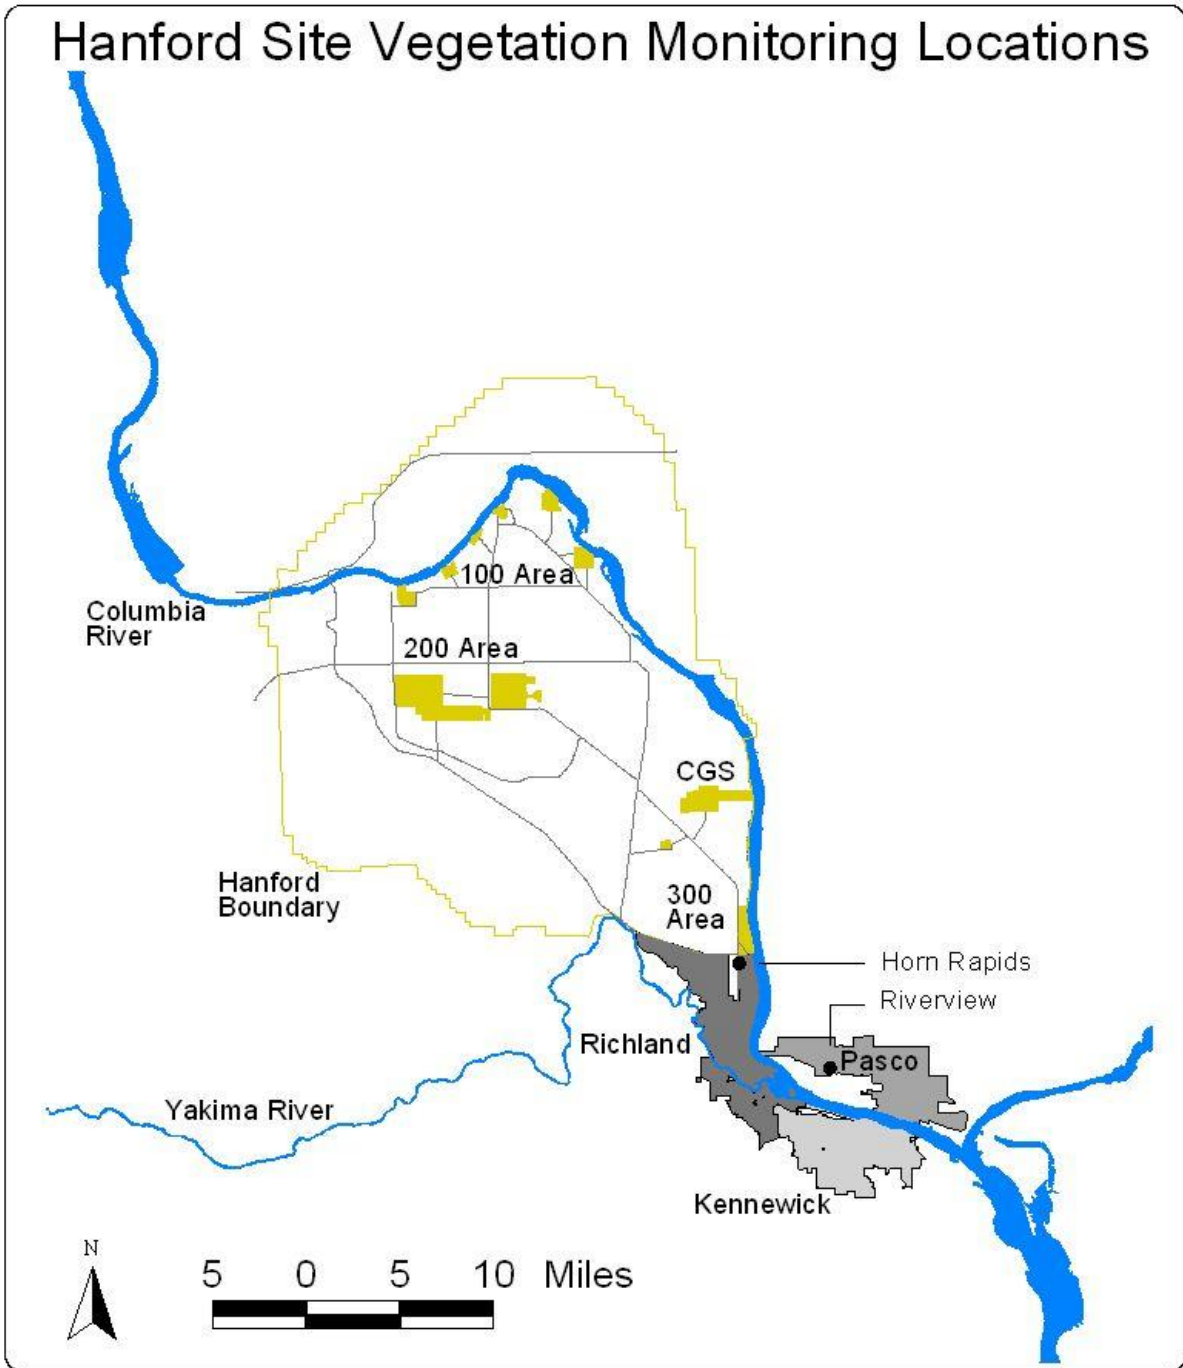 Hanford Site Vegetation Monitoring Locations
100 Area
Columbia
River
200 Area
CGS
Hanford
Boundary
300
Area
Horn Rapids
Riverview
Richland
Pasco
Yakima River
Kennewick
N
5 0 5 10 Miles